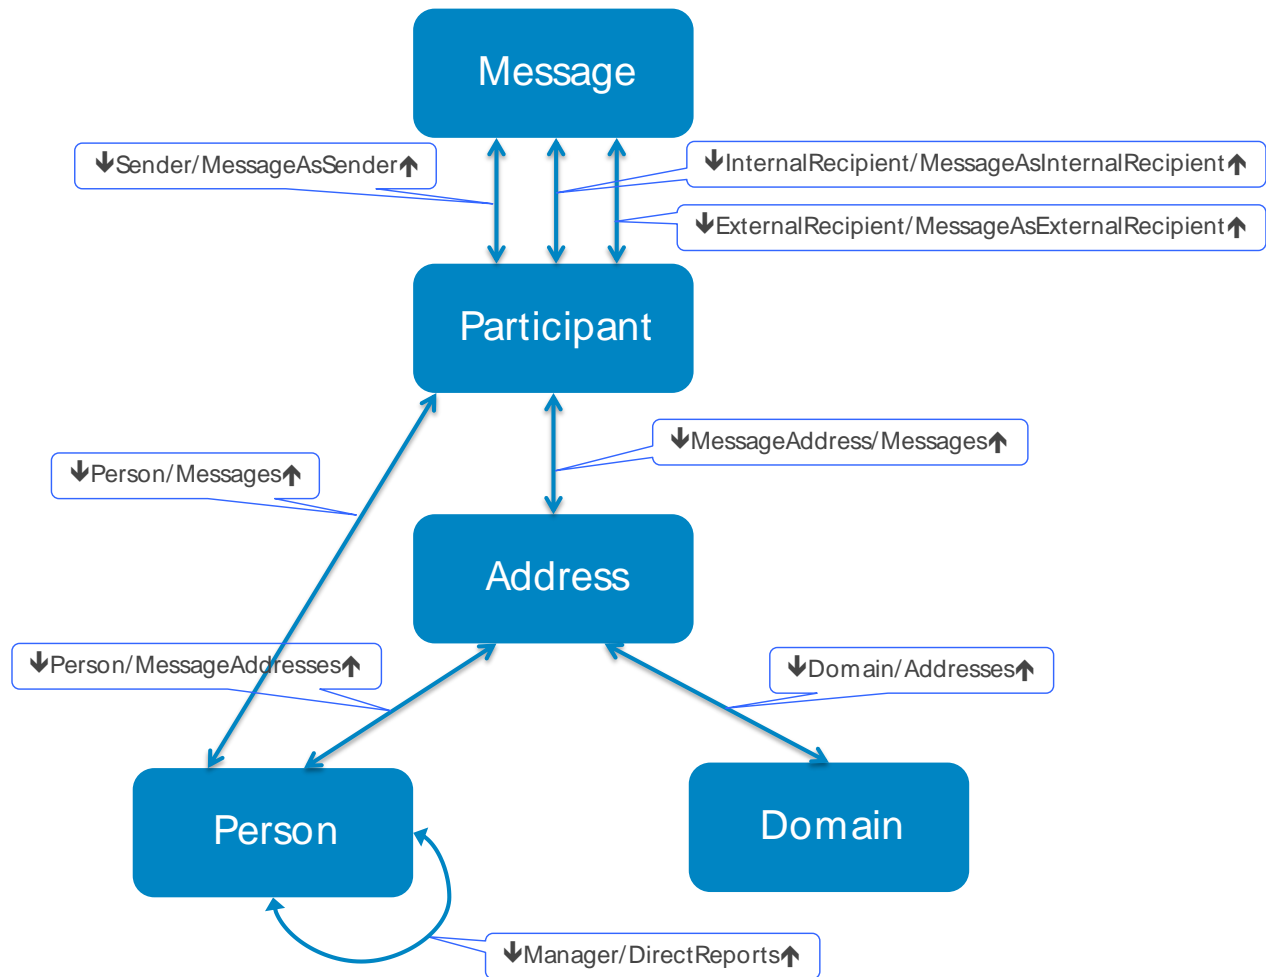 Message
🡻Sender/MessageAsSender🡹
🡻InternalRecipient/MessageAsInternalRecipient🡹
🡻ExternalRecipient/MessageAsExternalRecipient🡹
Participant
🡻MessageAddress/Messages🡹
🡻Person/Messages🡹
Address
🡻Person/MessageAddresses🡹
🡻Domain/Addresses🡹
Person
Domain
🡻Manager/DirectReports🡹